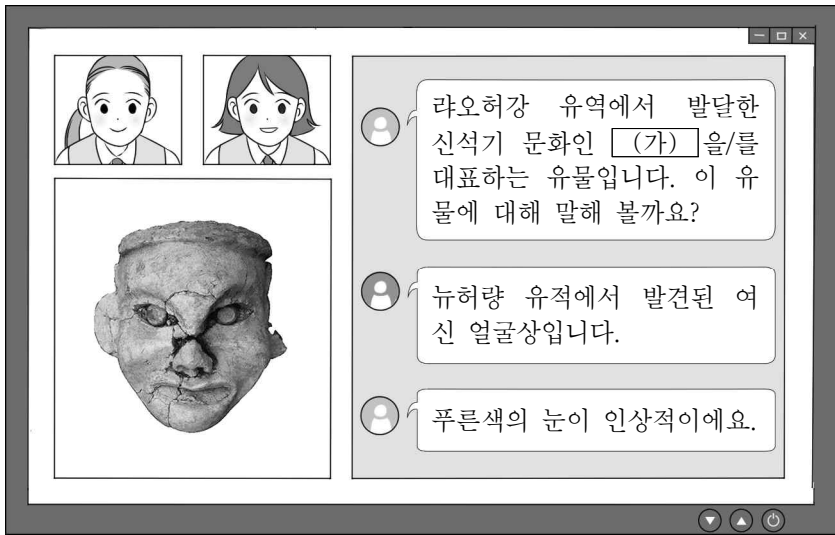 랴오허강 유역에서 발달한
신석기 문화인 (가) 을/를
대표하는 유물입니다. 이 유
물에 대해 말해 볼까요?
뉴허량 유적에서 발견된 여
신 얼굴상입니다.
푸른색의 눈이 인상적이에요.